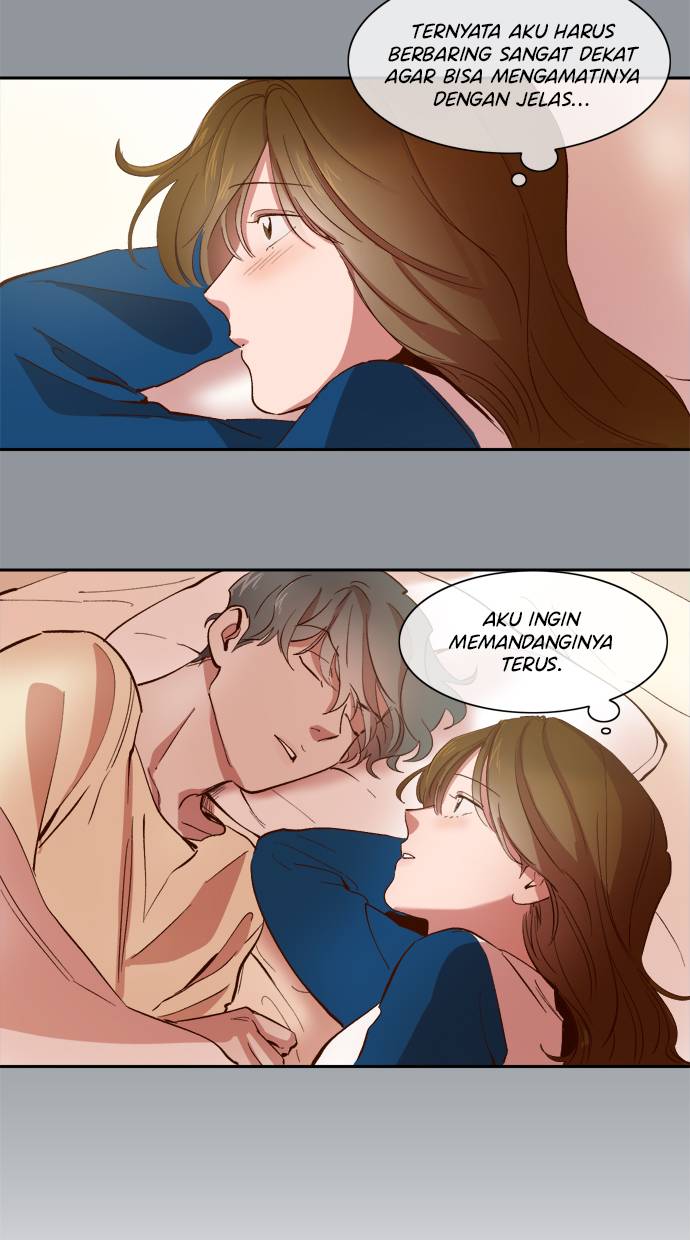 TERNYATA AKU HARUS
BERBARING SANGAT DEKAT
AGAR BISA MENGAMATINYA
DENGAN JELAS...
AKU INGIN
MEMANDANGINYA
TERUS.